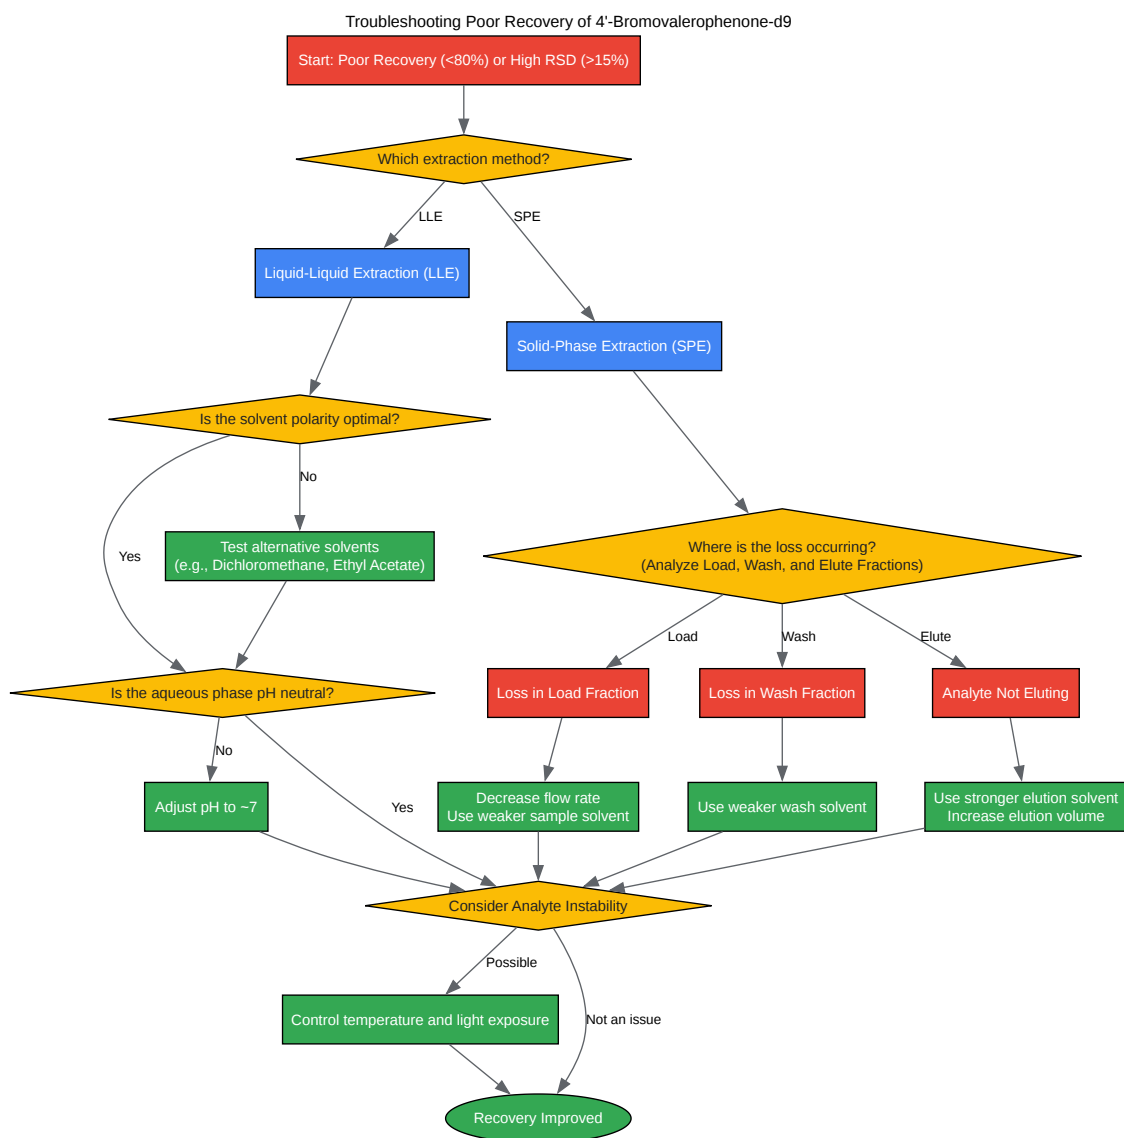 Troubleshooting Poor Recovery of 4'-Bromovalerophenone-d9
Start: Poor Recovery (<80%) or High RSD (>15%)
Which extraction method?
LLE
SPE
Liquid-Liquid Extraction (LLE)
Solid-Phase Extraction (SPE)
Is the solvent polarity optimal?
No
Yes
Test alternative solvents
(e.g., Dichloromethane, Ethyl Acetate)
Where is the loss occurring?
(Analyze Load, Wash, and Elute Fractions)
Load
Wash
Elute
Is the aqueous phase pH neutral?
Loss in Load Fraction
Loss in Wash Fraction
Analyte Not Eluting
No
Yes
Adjust pH to ~7
Decrease flow rate
Use weaker sample solvent
Use weaker wash solvent
Use stronger elution solvent
Increase elution volume
Consider Analyte Instability
Possible
Not an issue
Control temperature and light exposure
Recovery Improved